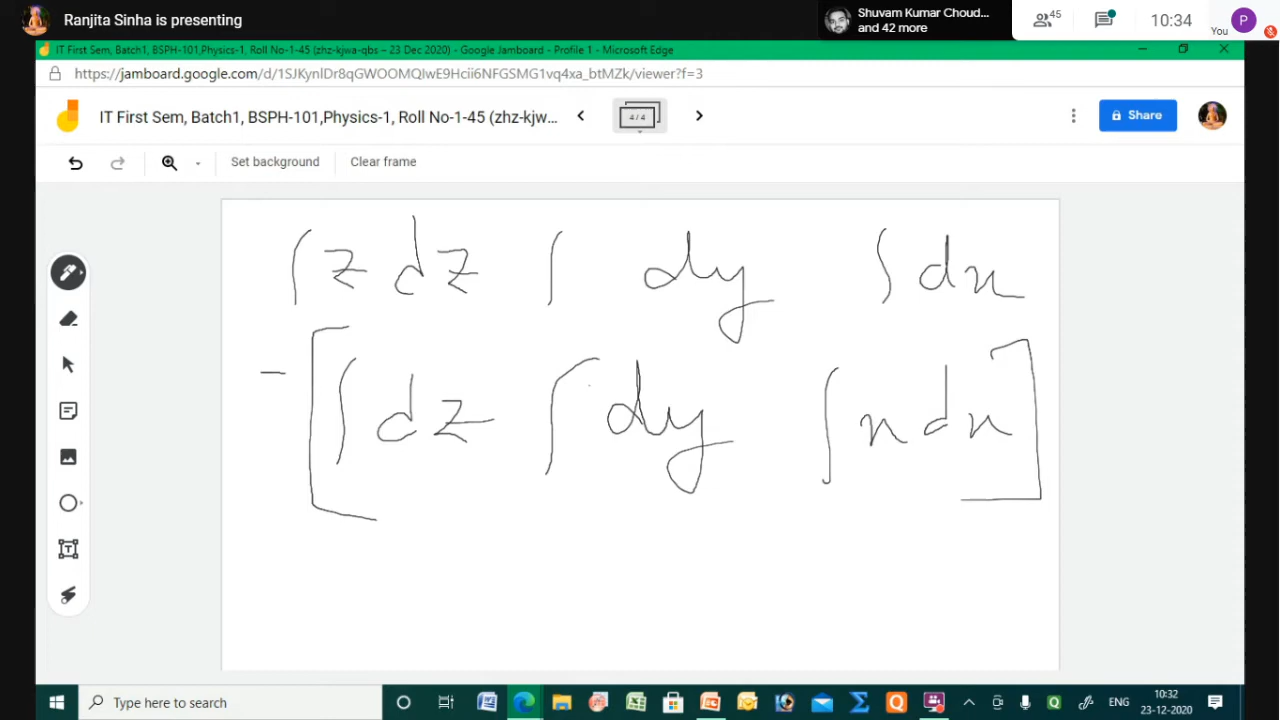 Ranjita Sinha is presenting
Shuvam Kumar Choud...
and 42 more
45
10:34
P
You
IT First Sem, Batch1, BSPH-101,Physics-1, Roll No-1-45 (zhz-kjwa-qbs – 23 Dec 2020) - Google Jamboard - Profile 1 - Microsoft Edge
https://jamboard.google.com/d/1SJKynlDr8qGWOOMQIwE9Hcii6NFGSMG1vq4xa_btMZk/viewer?f=3
IT First Sem, Batch1, BSPH-101,Physics-1, Roll No-1-45 (zhz-kjw...
4 / 4
Share
Set background
Clear frame
∫ z dz ∫ dy ∫ dx
- [ ∫ dz ∫ dy ∫ x dx ]
Type here to search
ENG
10:32
23-12-2020